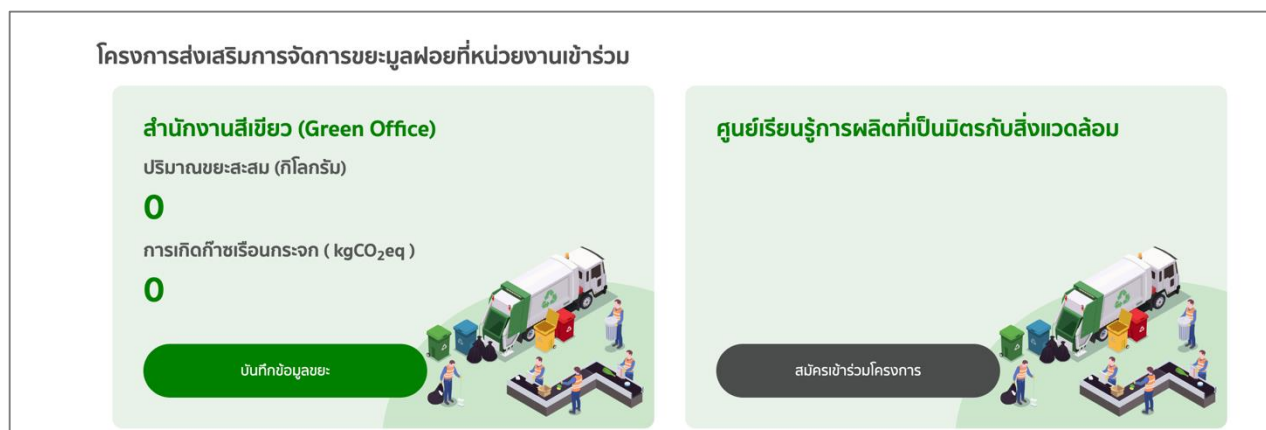 โครงการส่งเสริมการจัดการขยะมูลฝอยที่หน่วยงานเข้าร่วม
สำนักงานสีเขียว (Green Office)
ปริมาณขยะสะสม (กิโลกรัม)
0
การเกิดก๊าซเรือนกระจก ( kgCO₂eq )
0
บันทึกข้อมูลขยะ
ศูนย์เรียนรู้การผลิตที่เป็นมิตรกับสิ่งแวดล้อม
สมัครเข้าร่วมโครงการ